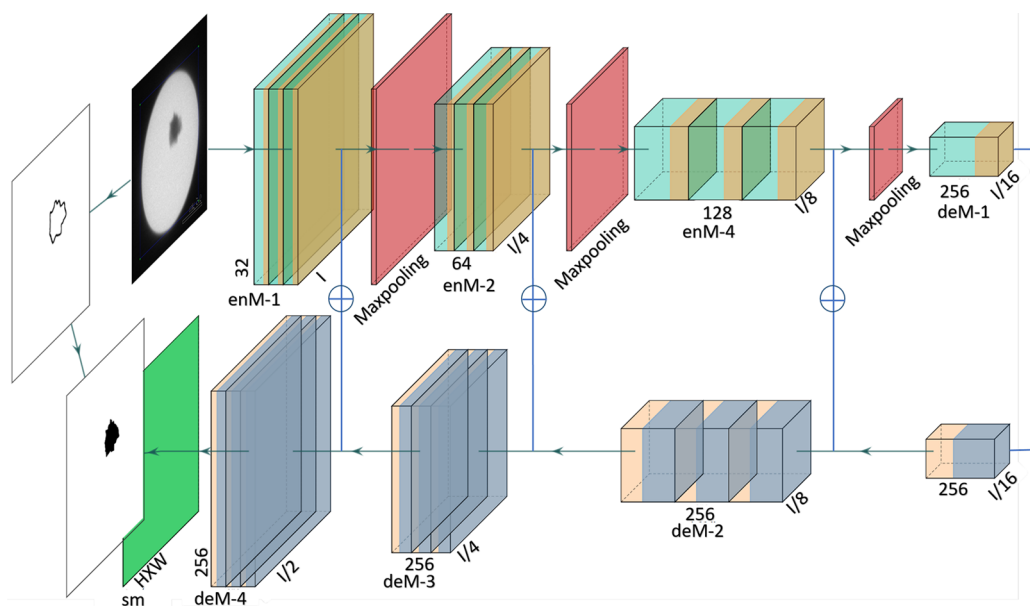 32
enM-1
I
Maxpooling
64
enM-2
I/4
Maxpooling
128
enM-4
I/8
Maxpooling
256
deM-1
I/16
sm
HXW
256
deM-4
I/2
256
deM-3
I/4
256
deM-2
I/8
256
I/16